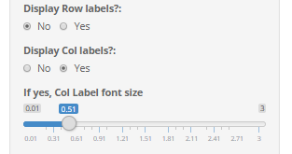 Display Row labels?:
No Yes
Display Col labels?:
No Yes
If yes, Col Label font size
0.01 0.51 3
0.01 0.31 0.61 0.91 1.21 1.51 1.81 2.11 2.41 2.71 3